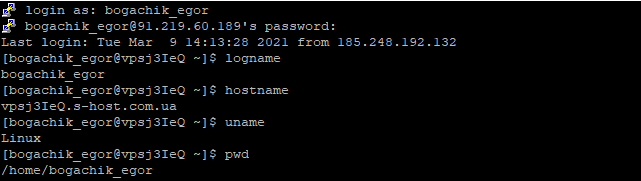 login as: bogachik_egor
bogachik_egor@91.219.60.189's password:
Last login: Tue Mar  9 14:13:28 2021 from 185.248.192.132
[bogachik_egor@vpsj3IeQ ~]$ logname
bogachik_egor
[bogachik_egor@vpsj3IeQ ~]$ hostname
vpsj3IeQ.s-host.com.ua
[bogachik_egor@vpsj3IeQ ~]$ uname
Linux
[bogachik_egor@vpsj3IeQ ~]$ pwd
/home/bogachik_egor